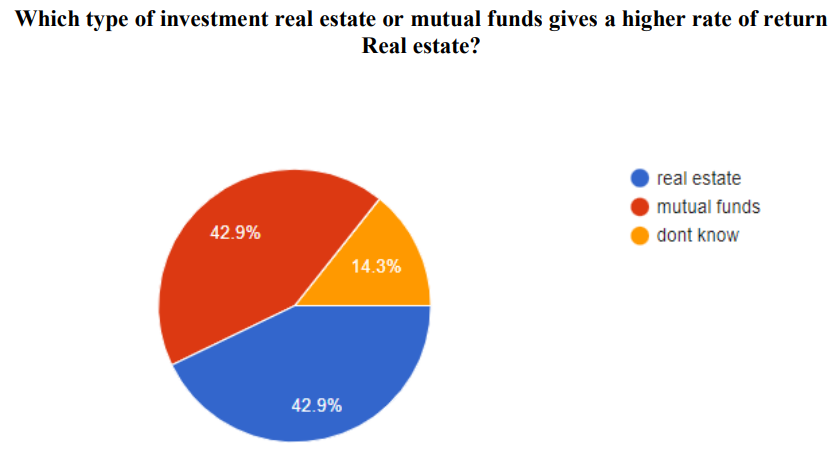 Which type of investment real estate or mutual funds gives a higher rate of return
Real estate?
real estate
mutual funds
dont know
42.9%
14.3%
42.9%